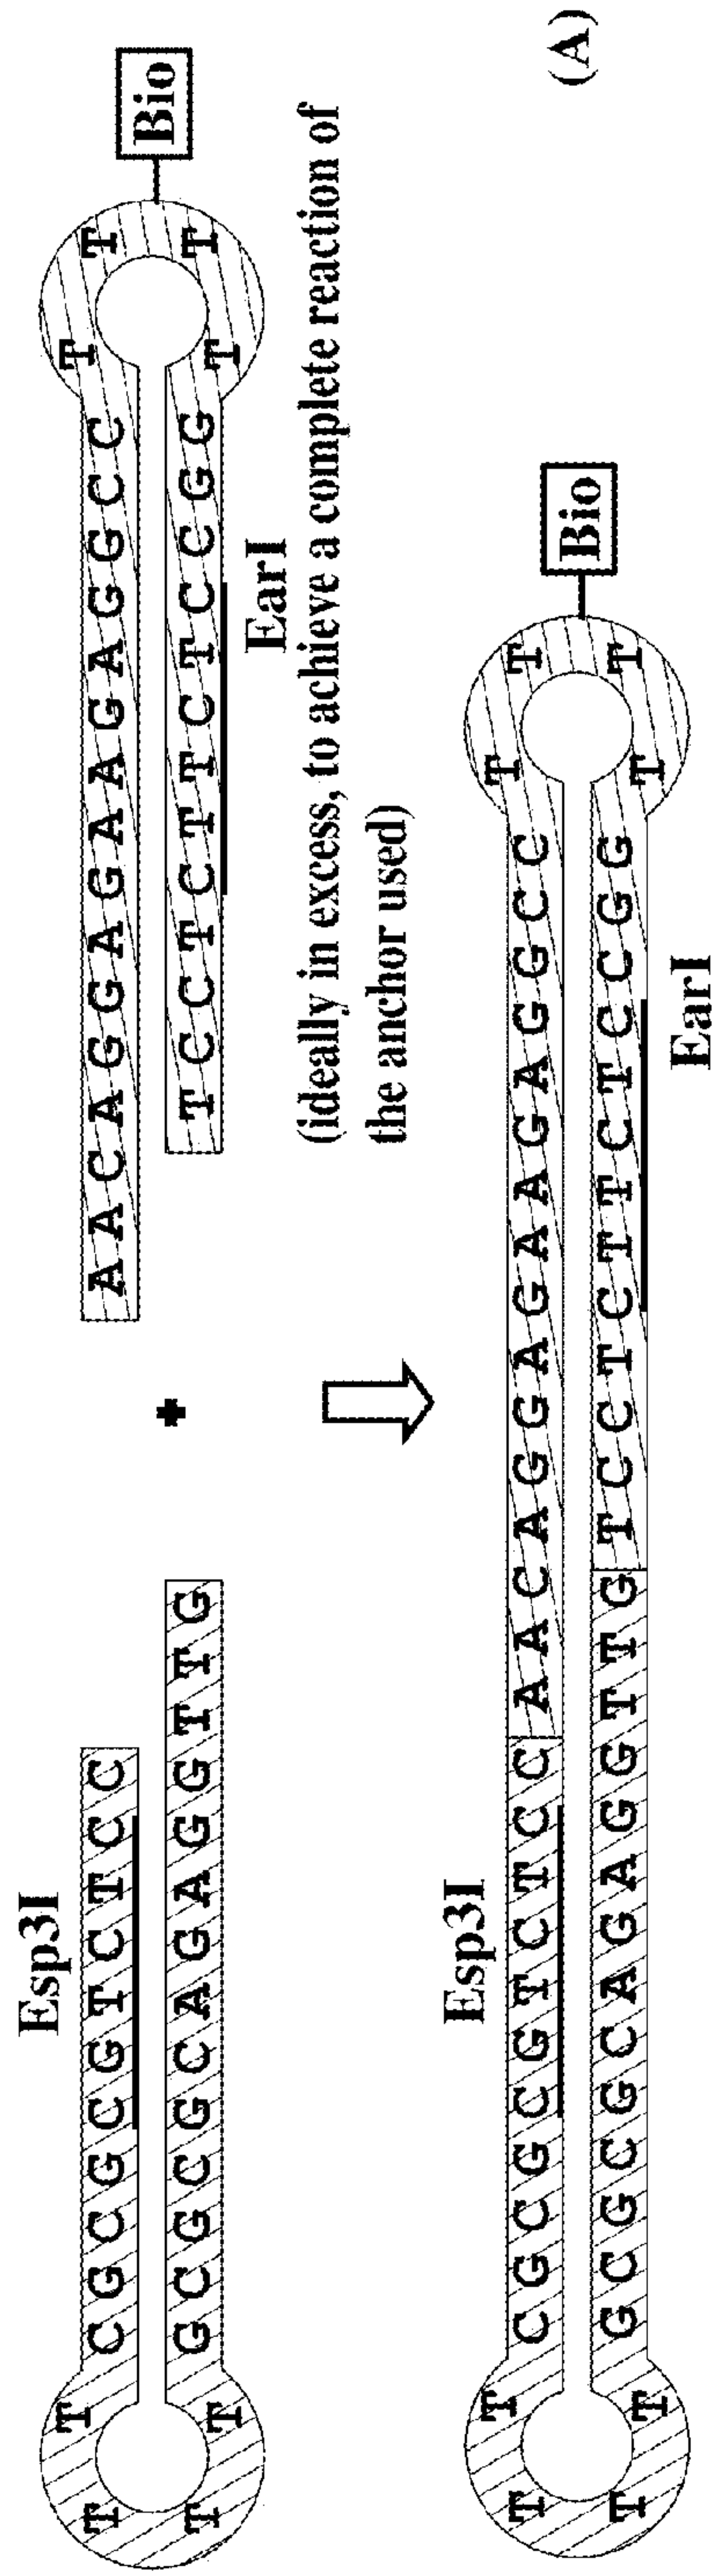 Esp3I
T T C G C G C G T C T C C
T T G C G C G C A G A G G T T G
*
A A C A G G A G A A G A G G C C T T
T C C T C T T C T C C G G T T
Bio
EarI
(ideally in excess, to achieve a complete reaction of
the anchor used)
Esp3I
T T C G C G C G T C T C C A A C A G G A G A A G A G G C C T T
T T G C G C G C A G A G G T T G T C C T C T T C T C C G G T T
Bio
EarI
(A)